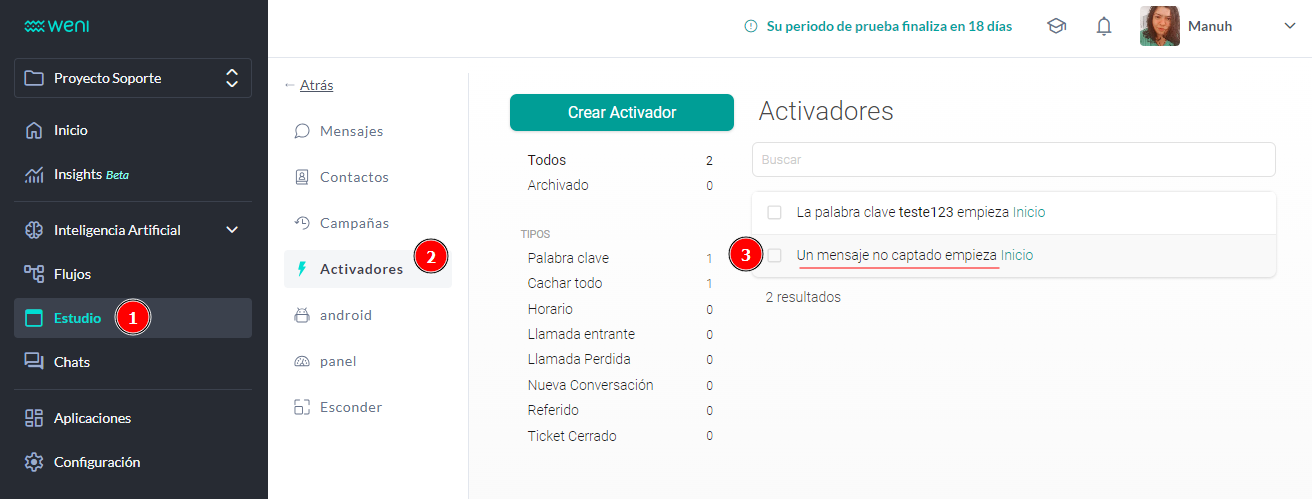 weni
Su periodo de prueba finaliza en 18 días
Manuh
Proyecto Soporte
Inicio
Insights Beta
Inteligencia Artificial
Flujos
Estudio 1
Chats
Aplicaciones
Configuración
← Atrás
Mensajes
Contactos
Campañas
Activadores 2
android
panel
Esconder
Crear Activador
Todos 2
Archivado 0
TIPOS
Palabra clave 1
Cachar todo 1
Horario 0
Llamada entrante 0
Llamada Perdida 0
Nueva Conversación 0
Referido 0
Ticket Cerrado 0
Activadores
Buscar
La palabra clave teste123 empieza Inicio
3 Un mensaje no captado empieza Inicio
2 resultados